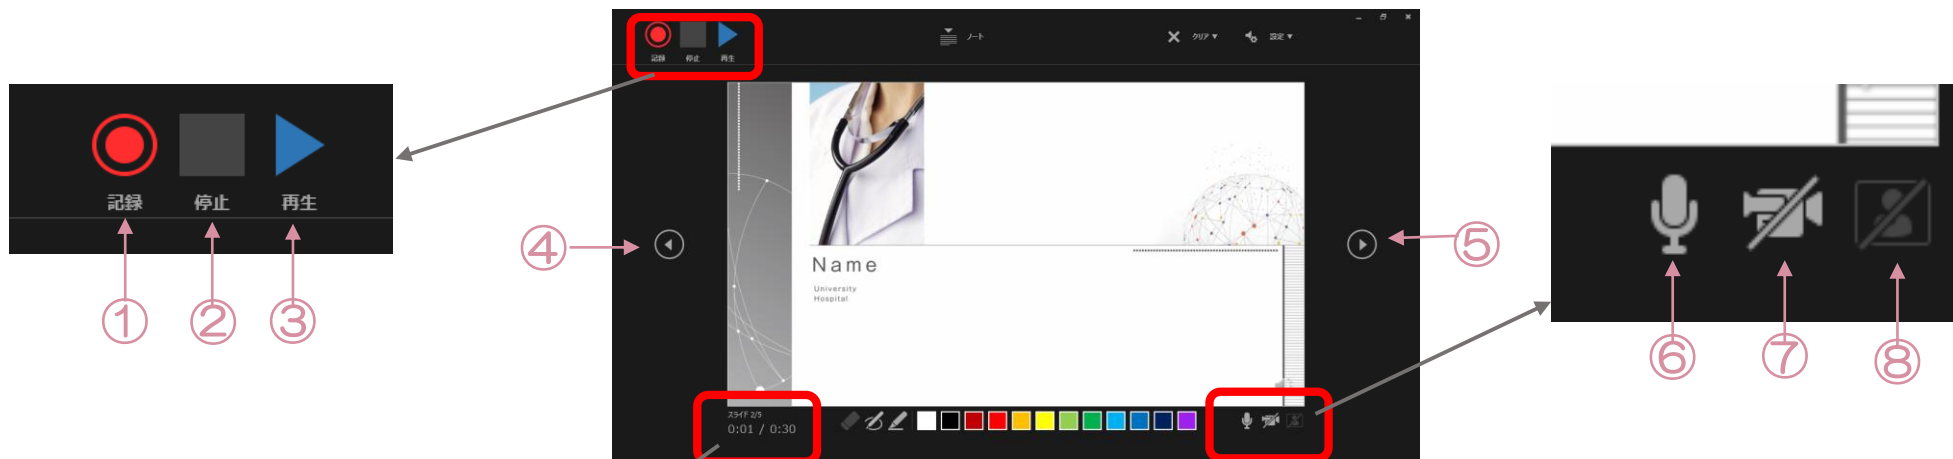 記録 停止 再生
ノート
クリア ▼
設定 ▼
記録 停止 再生
① ② ③
④
⑤
Name
University
Hospital
スライド 2/5
0:01 / 0:30
⑥ ⑦ ⑧